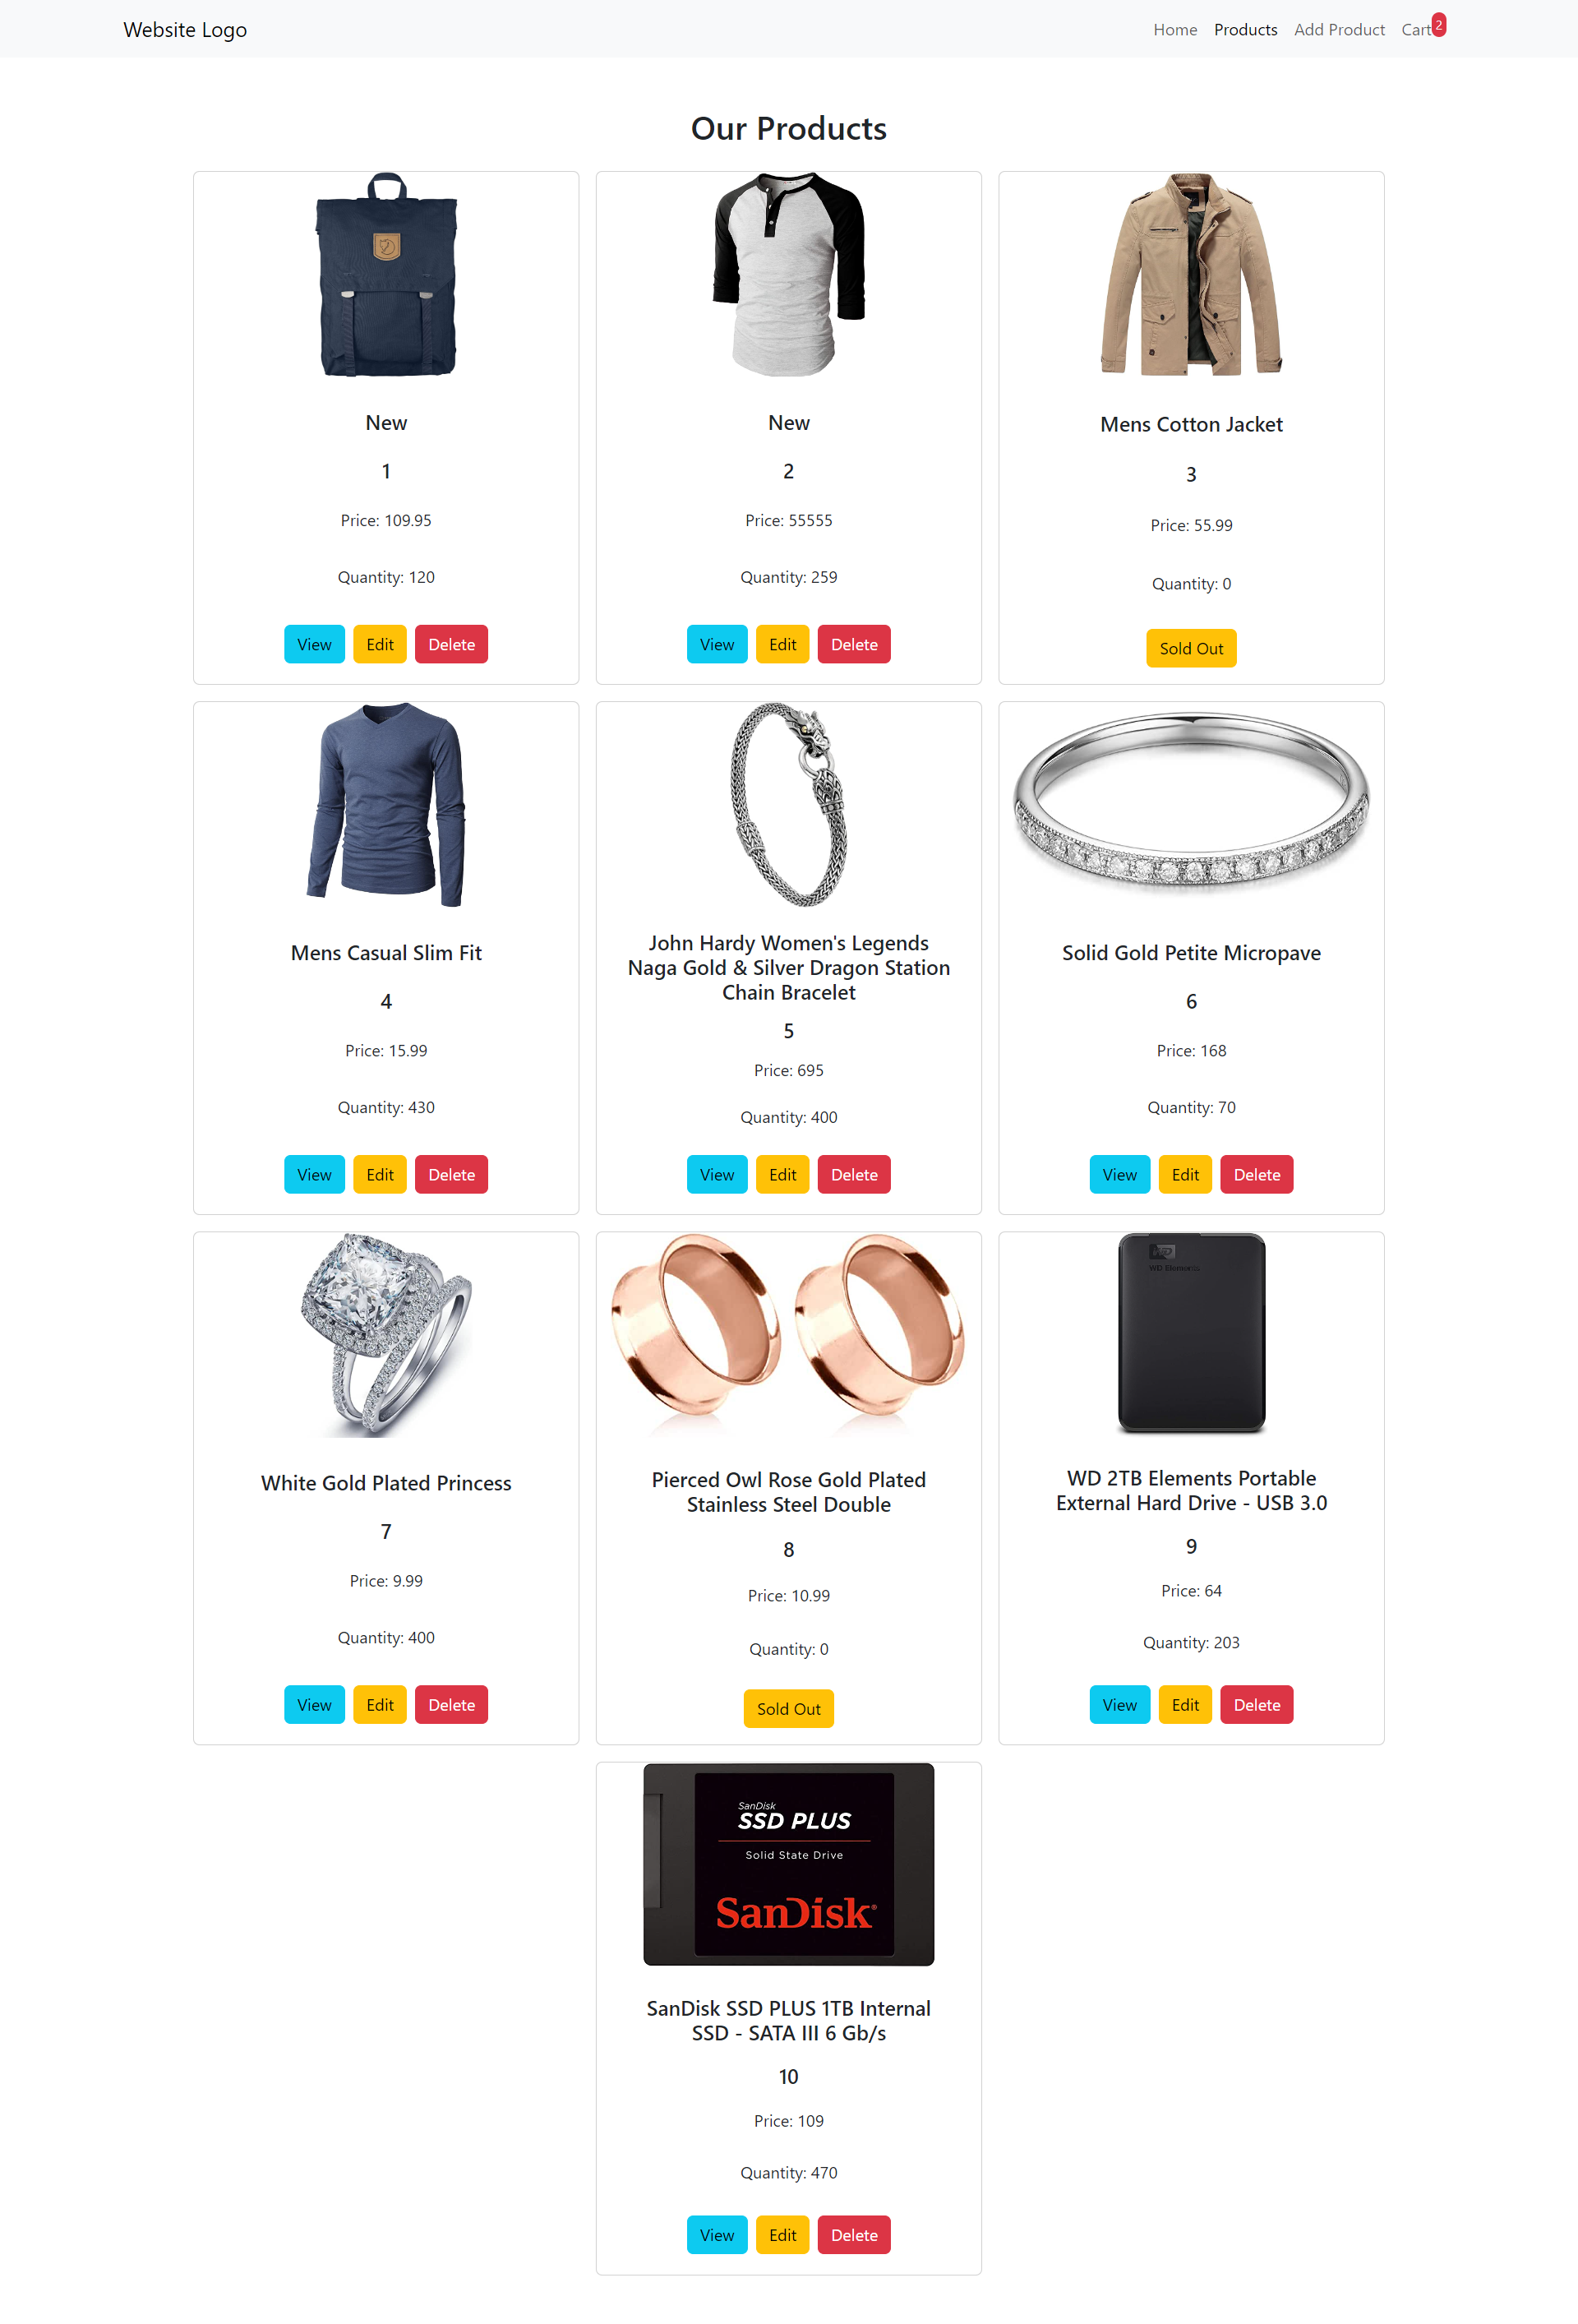 Website Logo
Home Products Add Product Cart 2
Our Products
New
1
Price: 109.95
Quantity: 120
View Edit Delete
New
2
Price: 55555
Quantity: 259
View Edit Delete
Mens Cotton Jacket
3
Price: 55.99
Quantity: 0
Sold Out
Mens Casual Slim Fit
4
Price: 15.99
Quantity: 430
View Edit Delete
John Hardy Women's Legends
Naga Gold & Silver Dragon Station
Chain Bracelet
5
Price: 695
Quantity: 400
View Edit Delete
Solid Gold Petite Micropave
6
Price: 168
Quantity: 70
View Edit Delete
White Gold Plated Princess
7
Price: 9.99
Quantity: 400
View Edit Delete
Pierced Owl Rose Gold Plated
Stainless Steel Double
8
Price: 10.99
Quantity: 0
Sold Out
WD
WD Elements
WD 2TB Elements Portable
External Hard Drive - USB 3.0
9
Price: 64
Quantity: 203
View Edit Delete
SanDisk
SSD PLUS
Solid State Drive
SanDisk®
SanDisk SSD PLUS 1TB Internal
SSD - SATA III 6 Gb/s
10
Price: 109
Quantity: 470
View Edit Delete